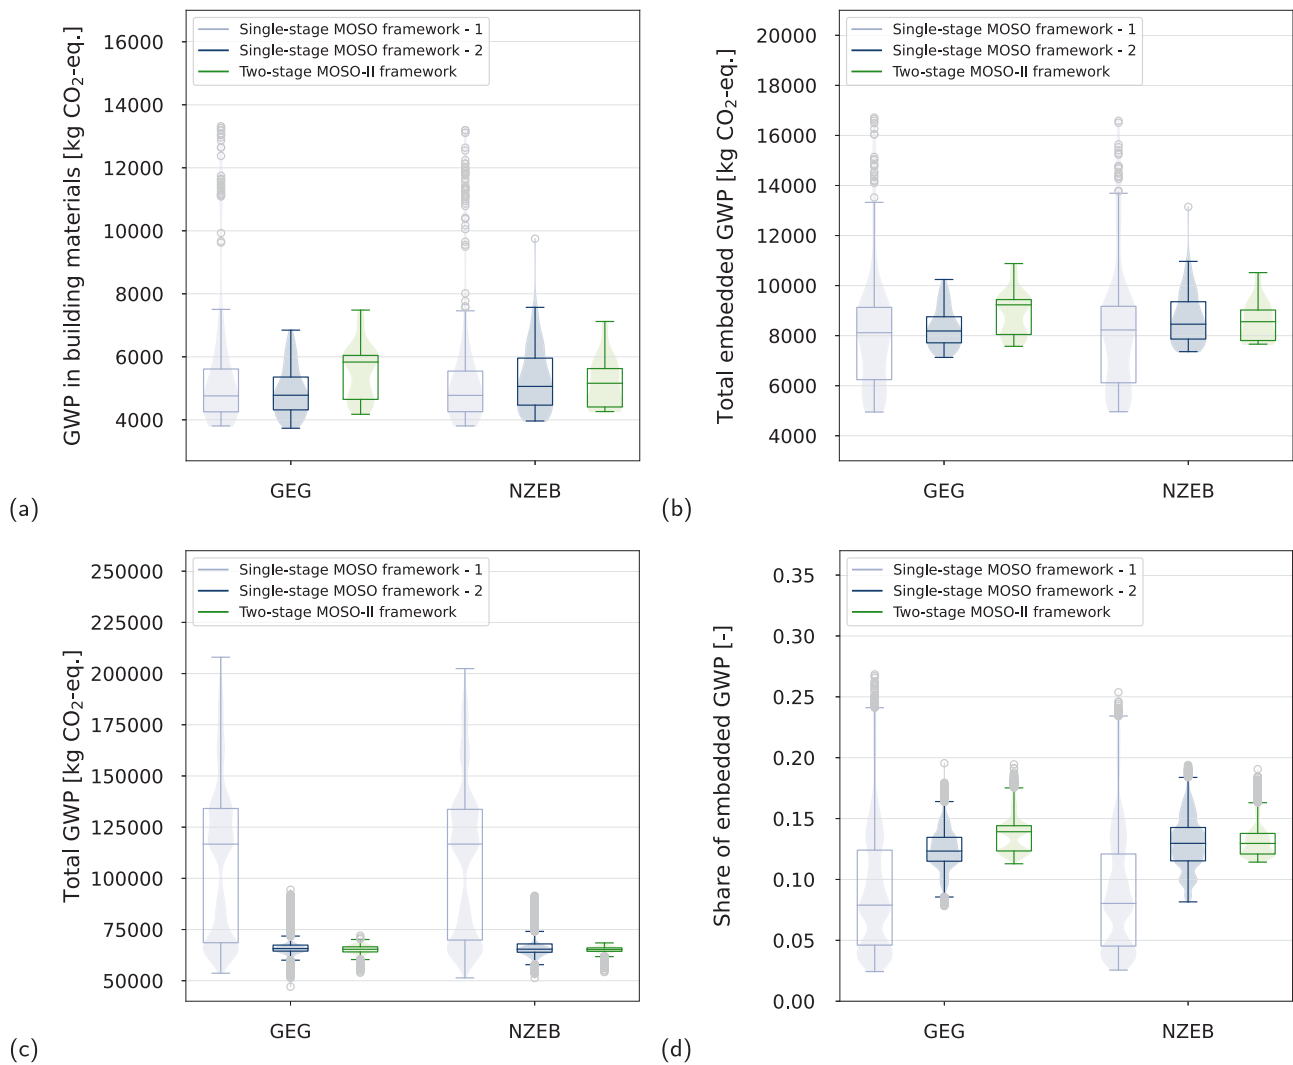 GWP in building materials [kg CO₂-eq.]
16000
14000
12000
10000
8000
6000
4000
Single-stage MOSO framework - 1
Single-stage MOSO framework - 2
Two-stage MOSO-II framework
GEG
NZEB
(a)
Total embedded GWP [kg CO₂-eq.]
20000
18000
16000
14000
12000
10000
8000
6000
4000
Single-stage MOSO framework - 1
Single-stage MOSO framework - 2
Two-stage MOSO-II framework
GEG
NZEB
(b)
Total GWP [kg CO₂-eq.]
250000
225000
200000
175000
150000
125000
100000
75000
50000
Single-stage MOSO framework - 1
Single-stage MOSO framework - 2
Two-stage MOSO-II framework
GEG
NZEB
(c)
Share of embedded GWP [-]
0.35
0.30
0.25
0.20
0.15
0.10
0.05
0.00
Single-stage MOSO framework - 1
Single-stage MOSO framework - 2
Two-stage MOSO-II framework
GEG
NZEB
(d)